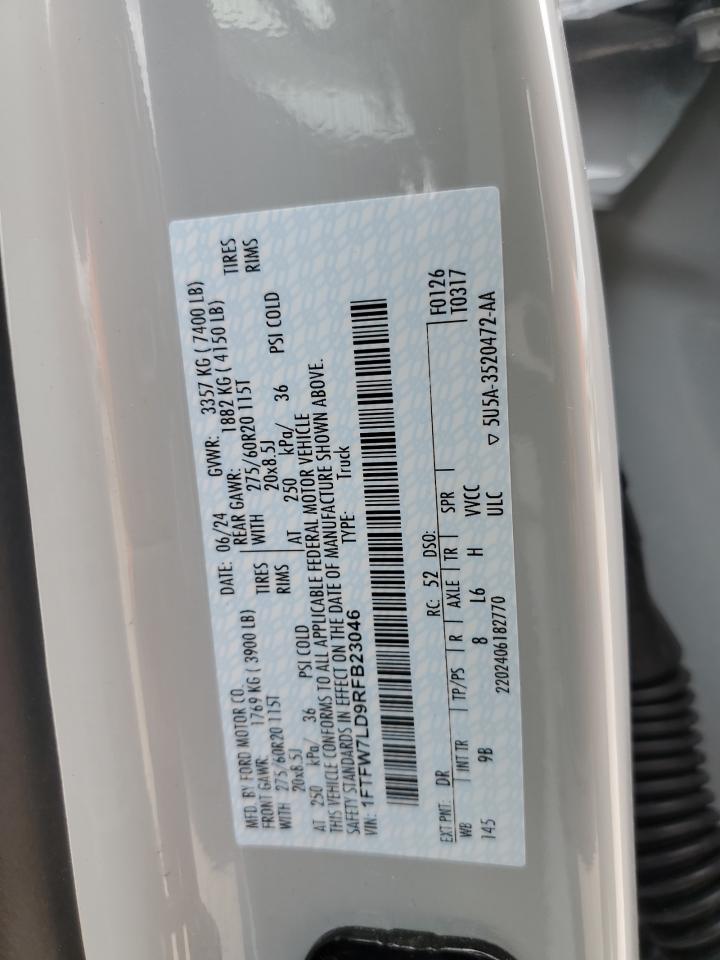 MFD. BY FORD MOTOR CO.
DATE: 06/24 GVWR: 3357 KG ( 7400 LB)
FRONT GAWR: 1769 KG ( 3900 LB)
REAR GAWR: 1882 KG ( 4150 LB)
WITH 275/60R20 115T TIRES
WITH 275/60R20 115T TIRES
20x8.5J RIMS
20x8.5J RIMS
AT 250 kPa/ 36 PSI COLD
AT 250 kPa/ 36 PSI COLD
THIS VEHICLE CONFORMS TO ALL APPLICABLE FEDERAL MOTOR VEHICLE
SAFETY STANDARDS IN EFFECT ON THE DATE OF MANUFACTURE SHOWN ABOVE.
VIN: 1FTFW7LD9RFB23046 TYPE: Truck
F0126
T0317
EXT PNT: DR RC: 52 DSO:
WB INT TR TP/PS R AXLE TR SPR
145 9B 8 L6 H VVCC
2202406182770 ULC
▽ 5U5A-3520472-AA